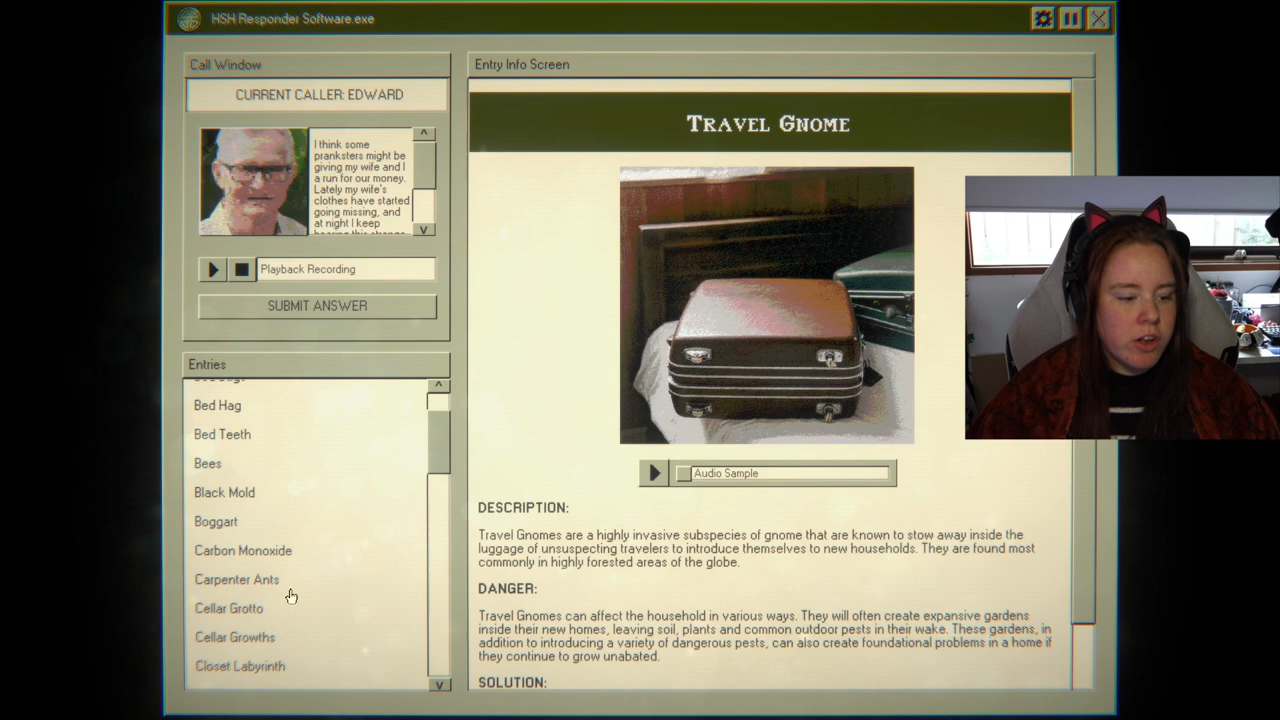 HSH Responder Software.exe
Call Window
CURRENT CALLER: EDWARD
I think some
pranksters might be
giving my wife and I
a run for our money.
Lately my wife's
clothes have started
going missing, and
at night I keep
Playback Recording
SUBMIT ANSWER
Entries
Bed Hag
Bed Teeth
Bees
Black Mold
Boggart
Carbon Monoxide
Carpenter Ants
Cellar Grotto
Cellar Growths
Closet Labyrinth
Entry Info Screen
Travel Gnome
Audio Sample
DESCRIPTION:
Travel Gnomes are a highly invasive subspecies of gnome that are known to stow away inside the
luggage of unsuspecting travelers to introduce themselves to new households. They are found most
commonly in highly forested areas of the globe.
DANGER:
Travel Gnomes can affect the household in various ways. They will often create expansive gardens
inside their new homes, leaving soil, plants and common outdoor pests in their wake. These gardens, in
addition to introducing a variety of dangerous pests, can also create foundational problems in a home if
they continue to grow unabated.
SOLUTION: